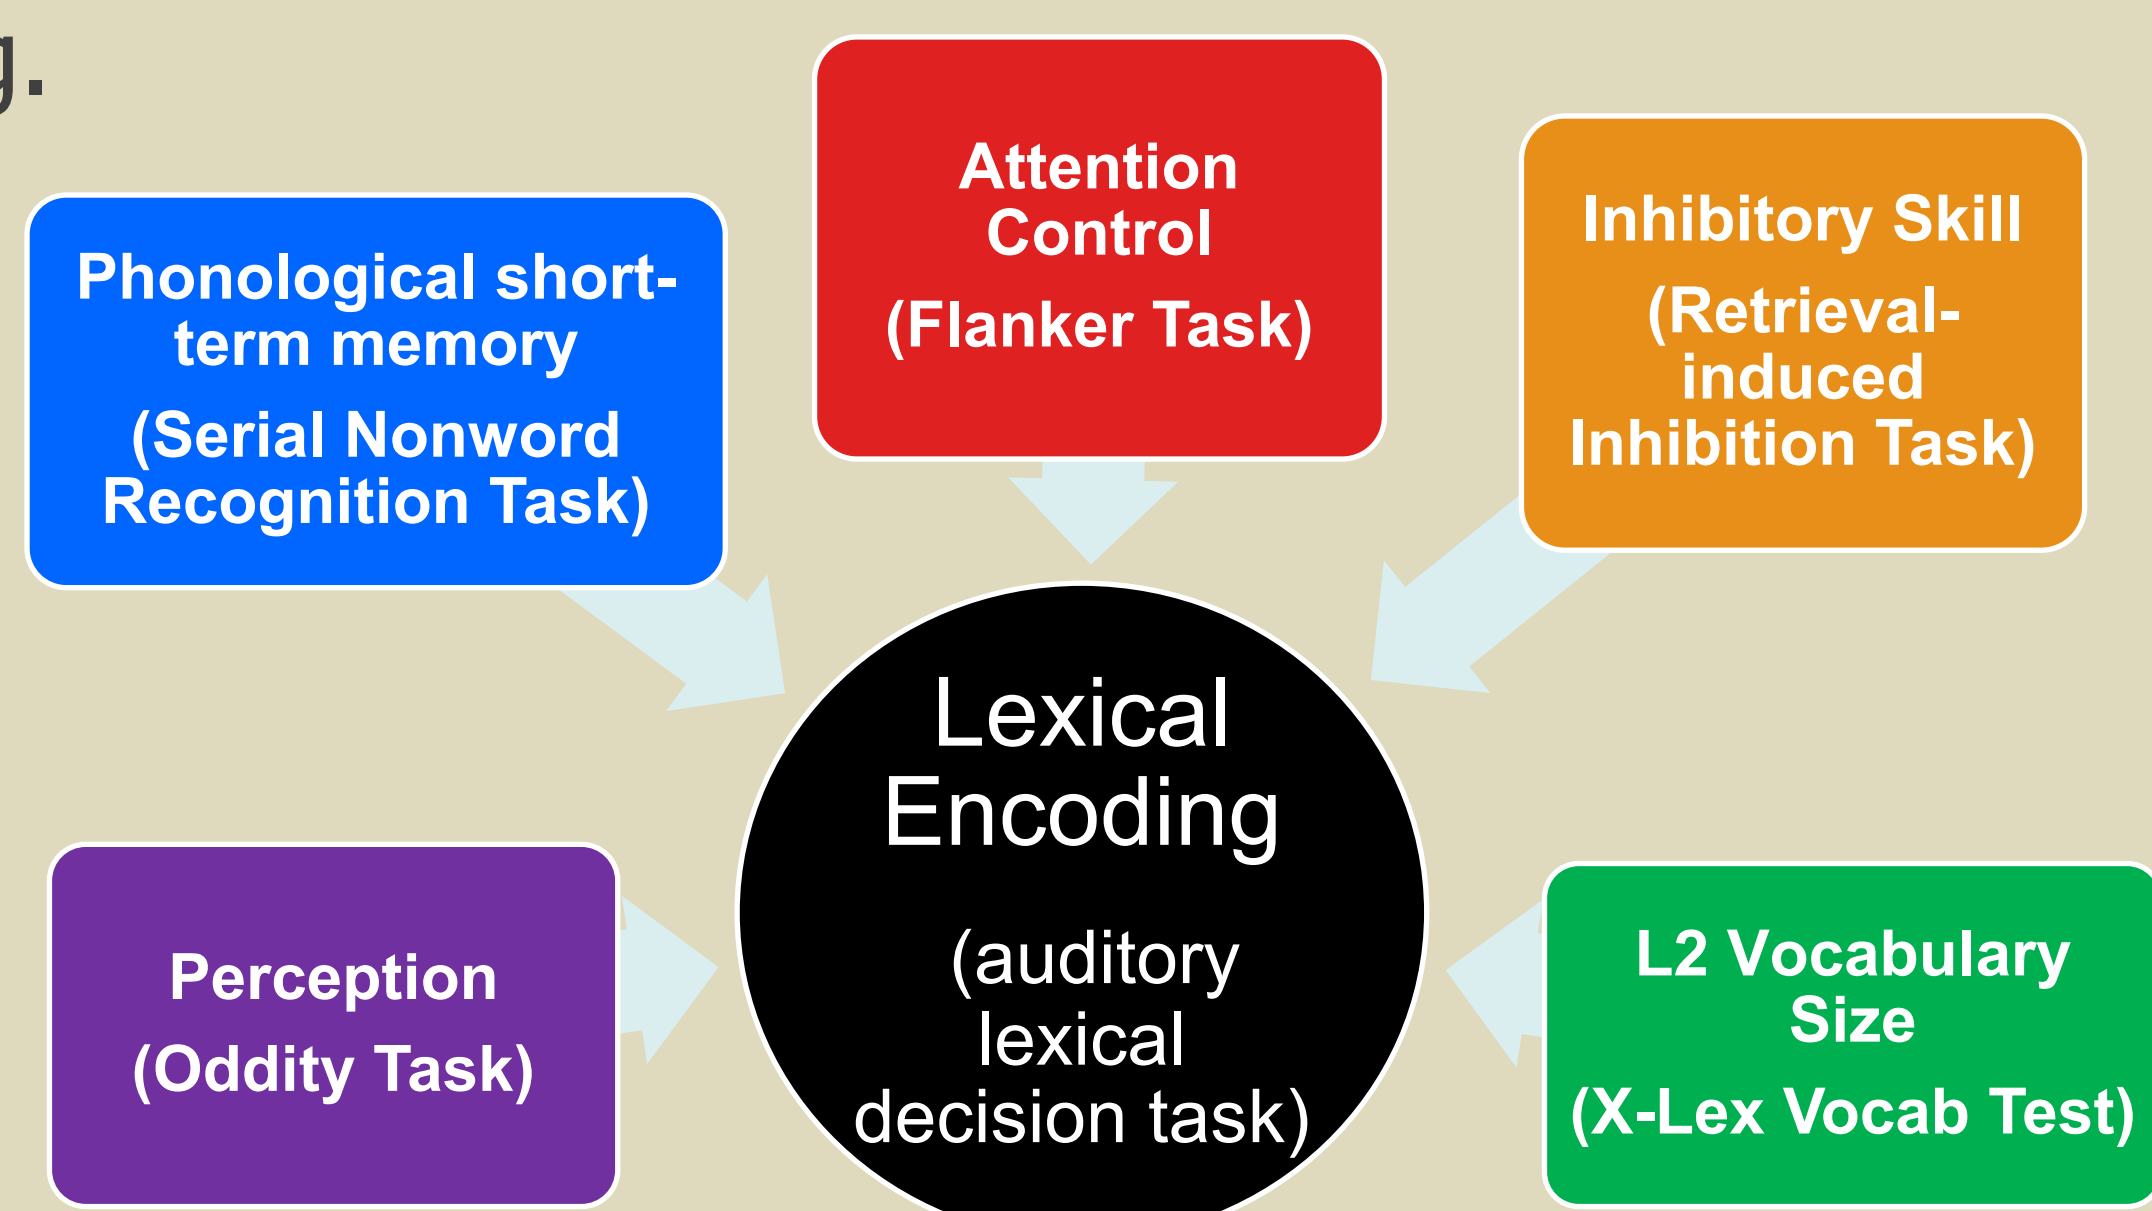 g.
Phonological short-
term memory
(Serial Nonword
Recognition Task)
Attention
Control
(Flanker Task)
Inhibitory Skill
(Retrieval-
induced
Inhibition Task)
Perception
(Oddity Task)
Lexical
Encoding
(auditory
lexical
decision task)
L2 Vocabulary
Size
(X-Lex Vocab Test)